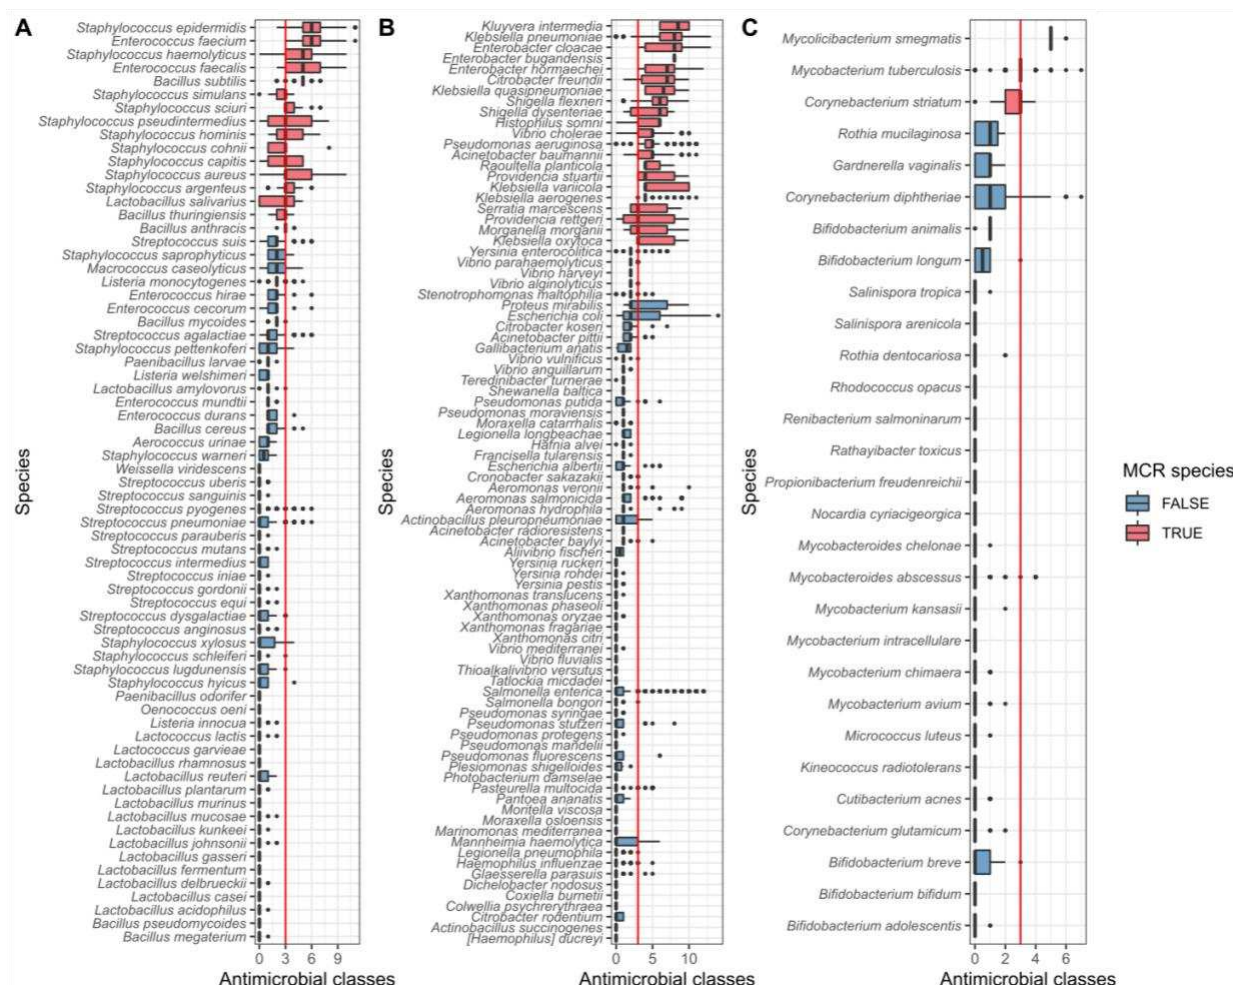 A
Species
Staphylococcus epidermidis
Enterococcus faecium
Staphylococcus haemolyticus
Enterococcus faecalis
Bacillus subtilis
Staphylococcus simulans
Staphylococcus sciuri
Staphylococcus pseudintermedius
Staphylococcus hominis
Staphylococcus cohnii
Staphylococcus capitis
Staphylococcus aureus
Staphylococcus argenteus
Lactobacillus salivarius
Bacillus thuringiensis
Bacillus anthracis
Streptococcus suis
Staphylococcus saprophyticus
Macrococcus caseolyticus
Listeria monocytogenes
Enterococcus hirae
Enterococcus cecorum
Bacillus mycoides
Streptococcus agalactiae
Staphylococcus pettenkoferi
Paenibacillus larvae
Listeria welshimeri
Lactobacillus amylovorus
Enterococcus mundtii
Enterococcus durans
Bacillus cereus
Aerococcus urinae
Staphylococcus warneri
Weissella viridescens
Streptococcus uberis
Streptococcus sanguinis
Streptococcus pyogenes
Streptococcus pneumoniae
Streptococcus parauberis
Streptococcus mutans
Streptococcus intermedius
Streptococcus iniae
Streptococcus gordonii
Streptococcus equi
Streptococcus dysgalactiae
Streptococcus anginosus
Staphylococcus xylosus
Staphylococcus schleiferi
Staphylococcus lugdunensis
Staphylococcus hyicus
Paenibacillus odorifer
Oenococcus oeni
Listeria innocua
Lactococcus lactis
Lactococcus garvieae
Lactobacillus rhamnosus
Lactobacillus reuteri
Lactobacillus plantarum
Lactobacillus murinus
Lactobacillus mucosae
Lactobacillus kunkeei
Lactobacillus johnsonii
Lactobacillus gasseri
Lactobacillus fermentum
Lactobacillus delbrueckii
Lactobacillus casei
Lactobacillus acidophilus
Bacillus pseudomycoides
Bacillus megaterium
0 3 6 9
Antimicrobial classes
B
Species
Kluyvera intermedia
Klebsiella pneumoniae
Enterobacter cloacae
Enterobacter bugandensis
Enterobacter hormaechei
Citrobacter freundii
Klebsiella quasipneumoniae
Shigella flexneri
Shigella dysenteriae
Histophilus somni
Vibrio cholerae
Pseudomonas aeruginosa
Acinetobacter baumannii
Raoultella planticola
Providencia stuartii
Klebsiella variicola
Klebsiella aerogenes
Serratia marcescens
Providencia rettgeri
Morganella morganii
Klebsiella oxytoca
Yersinia enterocolitica
Vibrio parahaemolyticus
Vibrio harveyi
Vibrio alginolyticus
Stenotrophomonas maltophilia
Proteus mirabilis
Escherichia coli
Citrobacter koseri
Acinetobacter pittii
Gallibacterium anatis
Vibrio vulnificus
Vibrio anguillarum
Teredinibacter turnerae
Shewanella baltica
Pseudomonas putida
Pseudomonas moraviensis
Moraxella catarrhalis
Legionella longbeachae
Hafnia alvei
Francisella tularensis
Escherichia albertii
Cronobacter sakazakii
Aeromonas veronii
Aeromonas salmonicida
Aeromonas hydrophila
Actinobacillus pleuropneumoniae
Acinetobacter radioresistens
Acinetobacter baylyi
Aliivibrio fischeri
Yersinia ruckeri
Yersinia rohdei
Yersinia pestis
Xanthomonas translucens
Xanthomonas phaseoli
Xanthomonas oryzae
Xanthomonas fragariae
Xanthomonas citri
Vibrio mediterranei
Vibrio fluvialis
Thioalkalivibrio versutus
Tatlockia micdadei
Salmonella enterica
Salmonella bongori
Pseudomonas syringae
Pseudomonas stutzeri
Pseudomonas protegens
Pseudomonas mandelii
Pseudomonas fluorescens
Plesiomonas shigelloides
Photobacterium damselae
Pasteurella multocida
Pantoea ananatis
Moritella viscosa
Moraxella osloensis
Marinomonas mediterranea
Mannheimia haemolytica
Legionella pneumophila
Haemophilus influenzae
Glaesserella parasuis
Dichelobacter nodosus
Coxiella burnetii
Colwellia psychrerythraea
Citrobacter rodentium
Actinobacillus succinogenes
[Haemophilus] ducreyi
0 5 10
Antimicrobial classes
C
Species
Mycolicibacterium smegmatis
Mycobacterium tuberculosis
Corynebacterium striatum
Rothia mucilaginosa
Gardnerella vaginalis
Corynebacterium diphtheriae
Bifidobacterium animalis
Bifidobacterium longum
Salinispora tropica
Salinispora arenicola
Rothia dentocariosa
Rhodococcus opacus
Renibacterium salmoninarum
Rathayibacter toxicus
Propionibacterium freudenreichii
Nocardia cyriacigeorgica
Mycobacteroides chelonae
Mycobacteroides abscessus
Mycobacterium kansasii
Mycobacterium intracellulare
Mycobacterium chimaera
Mycobacterium avium
Micrococcus luteus
Kineococcus radiotolerans
Cutibacterium acnes
Corynebacterium glutamicum
Bifidobacterium breve
Bifidobacterium bifidum
Bifidobacterium adolescentis
0 2 4 6
Antimicrobial classes
MCR species
FALSE
TRUE